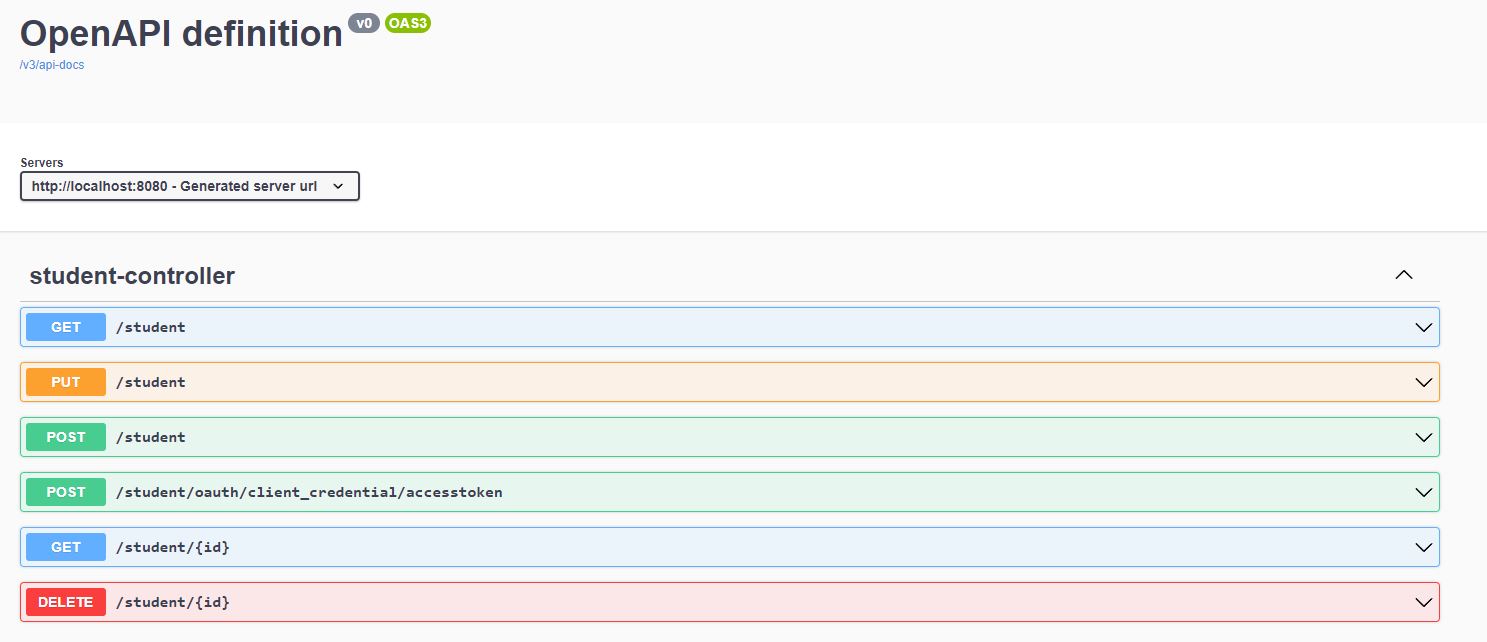 OpenAPI definition v0 OAS3
/v3/api-docs
Servers
http://localhost:8080 - Generated server url
student-controller
GET /student
PUT /student
POST /student
POST /student/oauth/client_credential/accesstoken
GET /student/{id}
DELETE /student/{id}